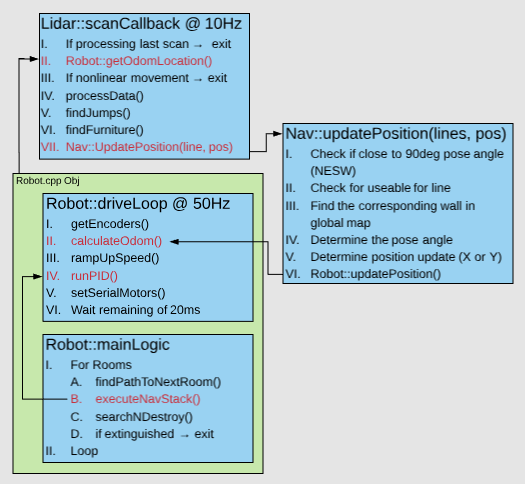 Lidar::scanCallback @ 10Hz
I. If processing last scan → exit
II. Robot::getOdomLocation()
III. If nonlinear movement → exit
IV. processData()
V. findJumps()
VI. findFurniture()
VII. Nav::UpdatePosition(line, pos)
Nav::updatePosition(lines, pos)
I. Check if close to 90deg pose angle
(NESW)
II. Check for useable for line
III. Find the corresponding wall in
global map
IV. Determine the pose angle
V. Determine position update (X or Y)
VI. Robot::updatePosition()
Robot.cpp Obj
Robot::driveLoop @ 50Hz
I. getEncoders()
II. calculateOdom()
III. rampUpSpeed()
IV. runPID()
V. setSerialMotors()
VI. Wait remaining of 20ms
Robot::mainLogic
I. For Rooms
A. findPathToNextRoom()
B. executeNavStack()
C. searchNDestroy()
D. if extinguished → exit
II. Loop